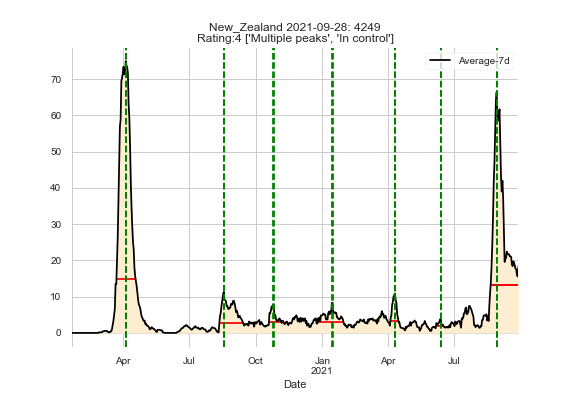 New_Zealand 2021-09-28: 4249
Rating:4 ['Multiple peaks', 'In control']
Average-7d
70
60
50
40
30
20
10
0
Apr
Jul
Oct
Jan
2021
Apr
Jul
Date